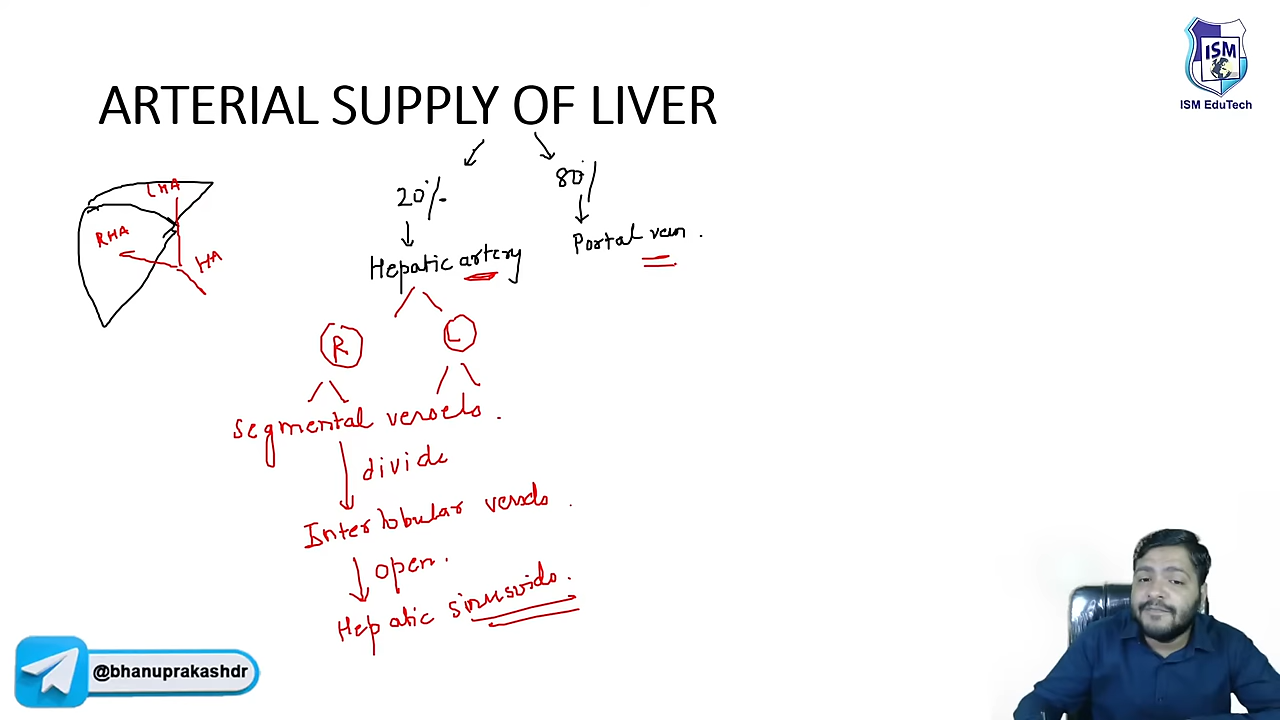 ISM
ISM EduTech
ARTERIAL SUPPLY OF LIVER
20%
80%
Hepatic artery
Portal vein.
LHA
RHA
HA
R
L
Segmental vessels.
divide
Interlobular vessels.
open.
Hepatic sinusoids.
@bhanuprakashdr